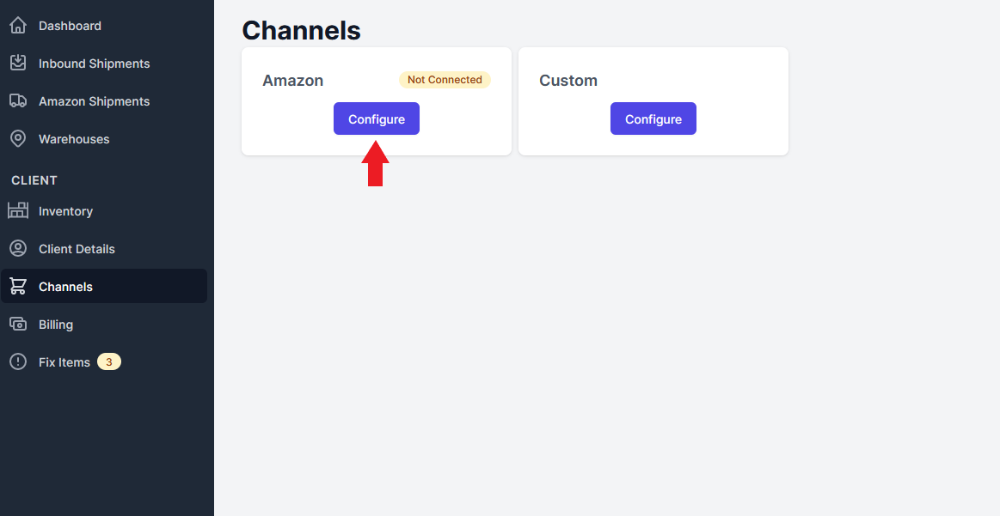 Dashboard
Inbound Shipments
Amazon Shipments
Warehouses
CLIENT
Inventory
Client Details
Channels
Billing
Fix Items 3
Channels
Amazon Not Connected
Configure
Custom
Configure